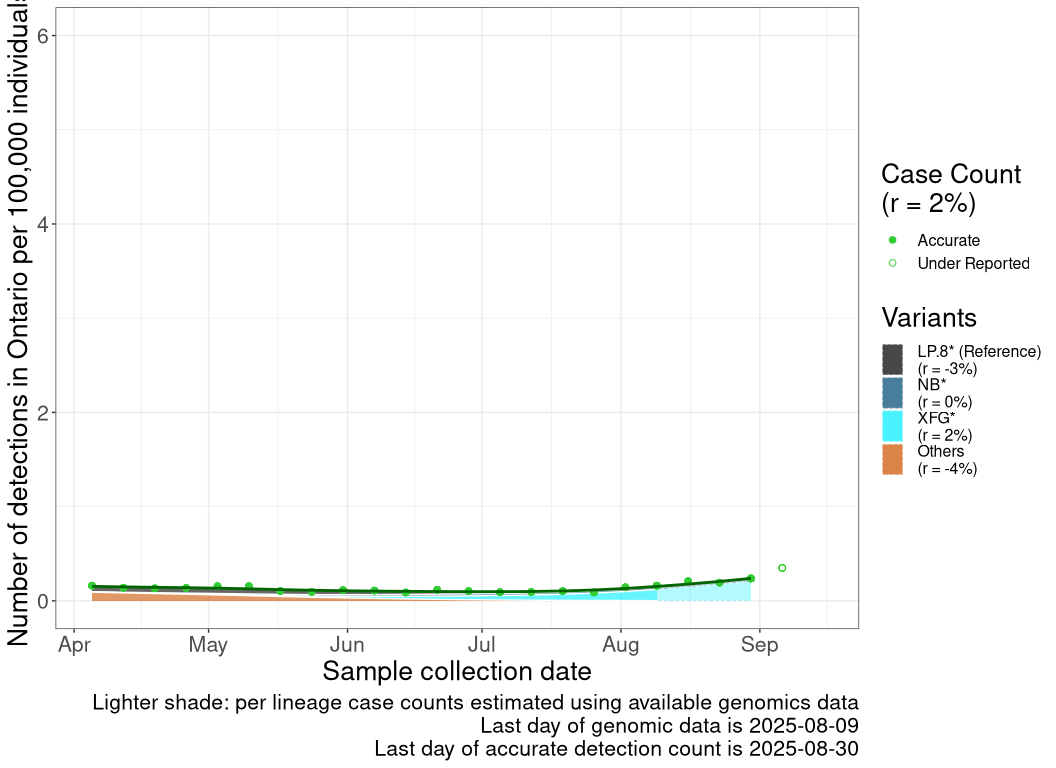 Number of detections in Ontario per 100,000 individuals
6
4
2
0
Apr May Jun Jul Aug Sep
Sample collection date
Lighter shade: per lineage case counts estimated using available genomics data
Last day of genomic data is 2025-08-09
Last day of accurate detection count is 2025-08-30
Case Count
(r = 2%)
Accurate
Under Reported
Variants
LP.8* (Reference)
(r = -3%)
NB*
(r = 0%)
XFG*
(r = 2%)
Others
(r = -4%)